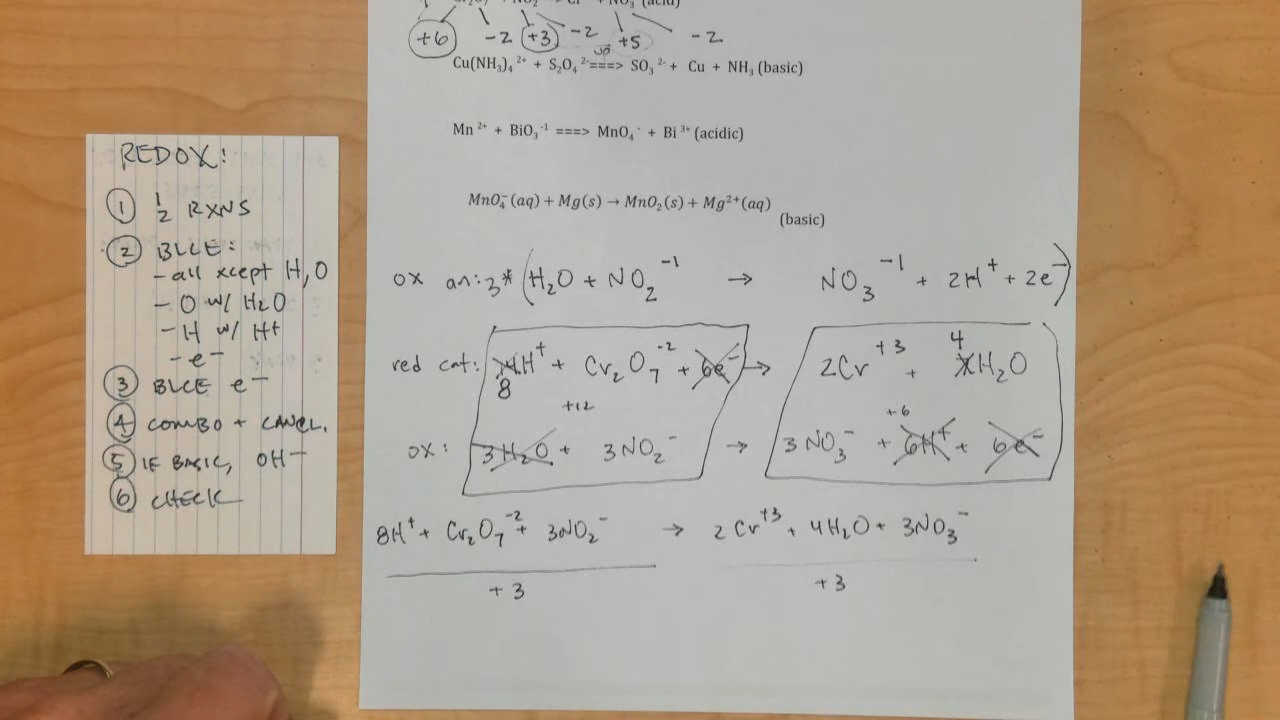 REDOX:
① ½ RXNS
② BLCE:
- all xcept H, O
- O w/ H2O
- H w/ H+
- e⁻
③ BLCE e⁻
④ COMBO + CANCL.
⑤ IF BASIC, OH⁻
⑥ CHECK
(acid)
+6 -2 +3 -2 +5 -2
Cu(NH₃)₄ ²⁺ + S₂O₄ ²⁻===> SO₃ ²⁻ + Cu + NH₃ (basic)
Mn ²⁺ + BiO₃⁻¹ ===> MnO₄⁻ + Bi ³⁺ (acidic)
MnO₄⁻(aq) + Mg(s) → MnO₂(s) + Mg²⁺(aq)
(basic)
ox an: 3* (H₂O + NO₂⁻¹ → NO₃⁻¹ + 2H⁺ + 2e⁻)
red cat: 14H⁺ + Cr₂O₇⁻² + 6e⁻ → 2Cr⁺³ + 4 H₂O
8
+12 +6
ox: 3H₂O + 3NO₂⁻ → 3NO₃⁻ + 6H⁺ + 6e⁻
8H⁺ + Cr₂O₇⁻² + 3NO₂⁻ → 2Cr⁺³ + 4H₂O + 3NO₃⁻
+3 +3